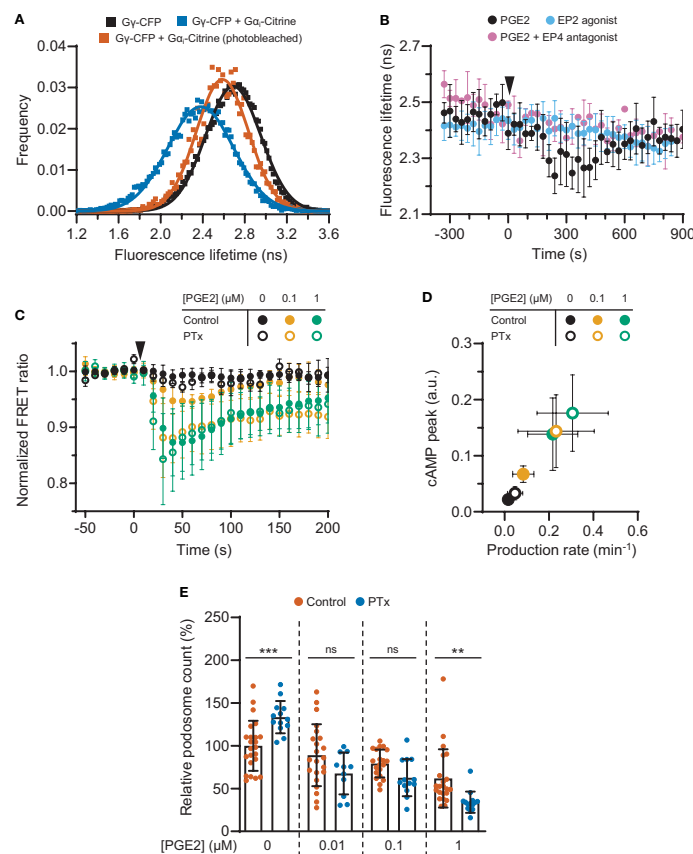 A
Gγ-CFP
Gγ-CFP + Gαi-Citrine
Gγ-CFP + Gαi-Citrine (photobleached)
Frequency
0.04
0.03
0.02
0.01
0.00
1.2 1.6 2.0 2.4 2.8 3.2 3.6
Fluorescence lifetime (ns)
B
PGE2
EP2 agonist
PGE2 + EP4 antagonist
Fluorescence lifetime (ns)
2.7
2.5
2.3
2.1
-300 0 300 600 900
Time (s)
C
[PGE2] (µM) 0 0.1 1
Control
PTx
Normalized FRET ratio
1.0
0.9
0.8
-50 0 50 100 150 200
Time (s)
D
[PGE2] (µM) 0 0.1 1
Control
PTx
cAMP peak (a.u.)
0.3
0.2
0.1
0.0
0.0 0.2 0.4 0.6
Production rate (min-1)
E
Control
PTx
Relative podosome count (%)
250
200
150
100
50
0
*** ns ns **
[PGE2] (µM) 0 0.01 0.1 1